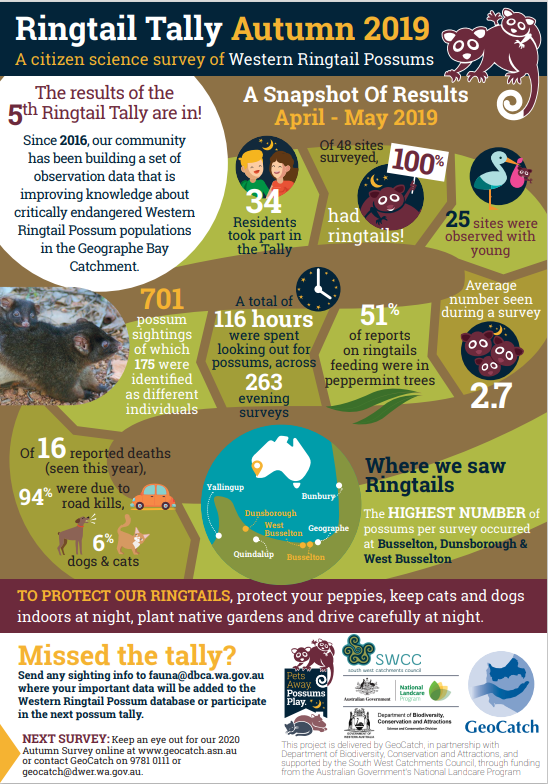 Ringtail Tally Autumn 2019
A citizen science survey of Western Ringtail Possums
The results of the
5th Ringtail Tally are in!
Since 2016, our community
has been building a set of
observation data that is
improving knowledge about
critically endangered Western
Ringtail Possum populations
in the Geographe Bay
Catchment.
A Snapshot Of Results
April - May 2019
34
Residents
took part in
the Tally
Of 48 sites
surveyed,
100%
had
ringtails!
25 sites were
observed with
young
701
possum
sightings
of which
175 were
identified
as different
individuals
A total of
116 hours
were spent
looking out for
possums, across
263
evening
surveys
51%
of reports
on ringtails
feeding were in
peppermint trees
Average
number seen
during a survey
2.7
Of 16 reported deaths
(seen this year),
94% were due to
road kills,
6%
dogs & cats
Yallingup
Bunbury
Dunsborough
West
Busselton
Geographe
Quindalup
Busselton
Where we saw
Ringtails
The HIGHEST NUMBER of
possums per survey occurred
at Busselton, Dunsborough &
West Busselton
TO PROTECT OUR RINGTAILS, protect your peppies, keep cats and dogs
indoors at night, plant native gardens and drive carefully at night.
Missed the tally?
Send any sighting info to fauna@dbca.wa.gov.au
where your important data will be added to the
Western Ringtail Possum database or participate
in the next possum tally.
NEXT SURVEY: Keep an eye out for our 2020
Autumn Survey online at www.geocatch.asn.au
or contact GeoCatch on 9781 0111 or
geocatch@dwer.wa.gov.au.
Pets
Away,
Possums
Play.
SWCC
south west catchments council
Australian Government
National
Landcare
Program
Department of Biodiversity,
Conservation and Attractions
Science and Conservation Division
GOVERNMENT OF
WESTERN AUSTRALIA
GeoCatch
This project is delivered by GeoCatch, in partnership with
Department of Biodiversity, Conservation and Attractions, and
supported by the South West Catchments Council, through funding
from the Australian Government's National Landcare Program.